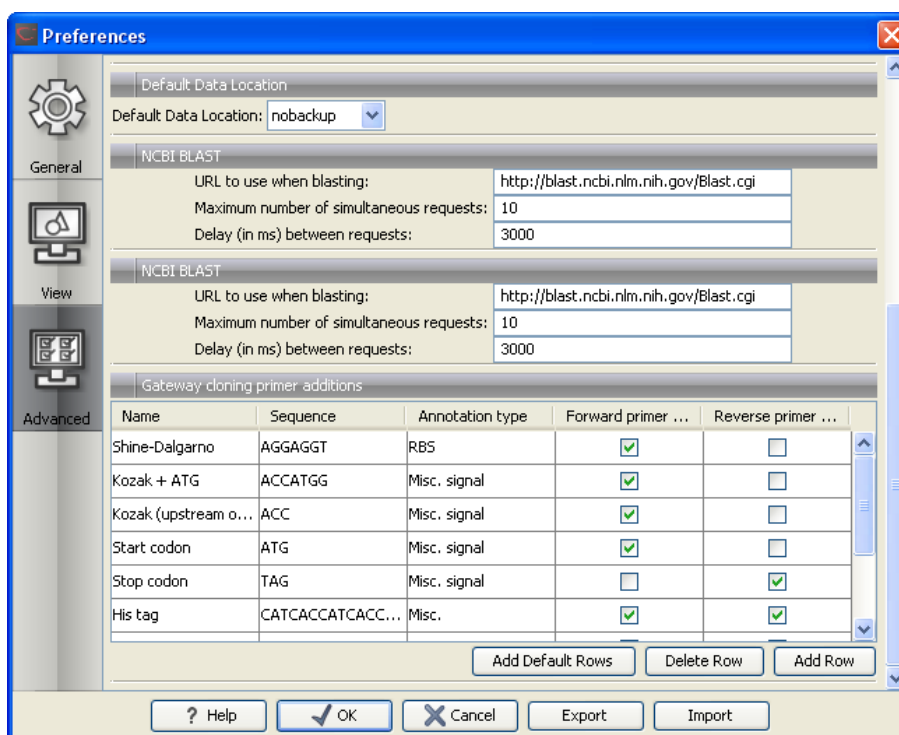 Preferences
General
View
Advanced
Default Data Location
Default Data Location: nobackup
NCBI BLAST
URL to use when blasting: http://blast.ncbi.nlm.nih.gov/Blast.cgi
Maximum number of simultaneous requests: 10
Delay (in ms) between requests: 3000
NCBI BLAST
URL to use when blasting: http://blast.ncbi.nlm.nih.gov/Blast.cgi
Maximum number of simultaneous requests: 10
Delay (in ms) between requests: 3000
Gateway cloning primer additions
Name Sequence Annotation type Forward primer ... Reverse primer ...
Shine-Dalgarno AGGAGGT RBS
Kozak + ATG ACCATGG Misc. signal
Kozak (upstream o... ACC Misc. signal
Start codon ATG Misc. signal
Stop codon TAG Misc. signal
His tag CATCACCATCACC... Misc.
Add Default Rows Delete Row Add Row
? Help OK Cancel Export Import